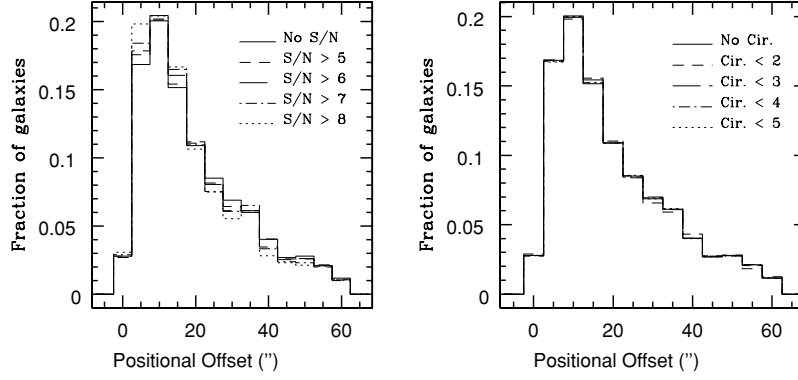 Fraction of galaxies
0.2
0.15
0.1
0.05
0
No S/N
S/N > 5
S/N > 6
S/N > 7
S/N > 8
0
20
40
60
Positional Offset (”)
Fraction of galaxies
0.2
0.15
0.1
0.05
0
No Cir.
Cir. < 2
Cir. < 3
Cir. < 4
Cir. < 5
0
20
40
60
Positional Offset (”)